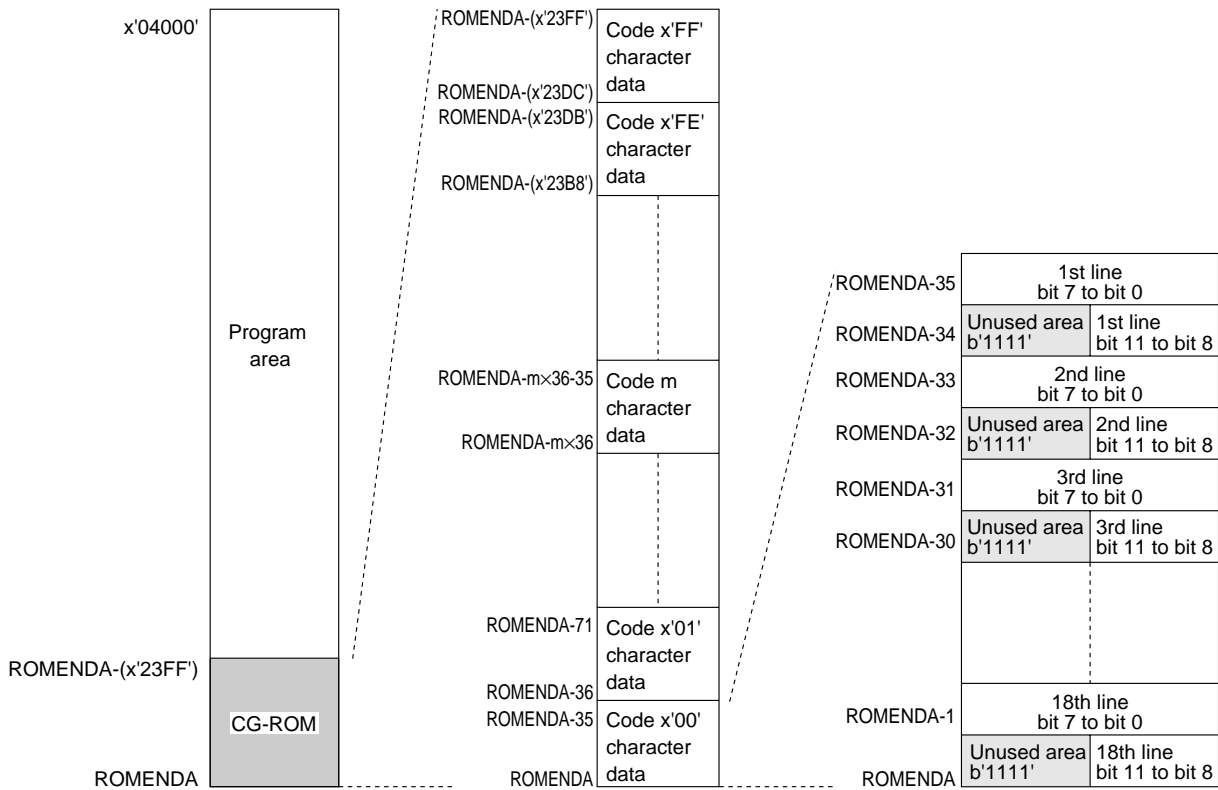 x'04000'
Program
area
ROMENDA-(x'23FF')
CG-ROM
ROMENDA
ROMENDA-(x'23FF')
Code x'FF'
character
data
ROMENDA-(x'23DC')
ROMENDA-(x'23DB')
Code x'FE'
character
data
ROMENDA-(x'23B8')
ROMENDA-m×36-35
Code m
character
data
ROMENDA-m×36
ROMENDA-71
Code x'01'
character
data
ROMENDA-36
ROMENDA-35
Code x'00'
character
data
ROMENDA
ROMENDA-35
1st line
bit 7 to bit 0
ROMENDA-34
Unused area
b'1111'
1st line
bit 11 to bit 8
ROMENDA-33
2nd line
bit 7 to bit 0
ROMENDA-32
Unused area
b'1111'
2nd line
bit 11 to bit 8
ROMENDA-31
3rd line
bit 7 to bit 0
ROMENDA-30
Unused area
b'1111'
3rd line
bit 11 to bit 8
ROMENDA-1
18th line
bit 7 to bit 0
ROMENDA
Unused area
b'1111'
18th line
bit 11 to bit 8